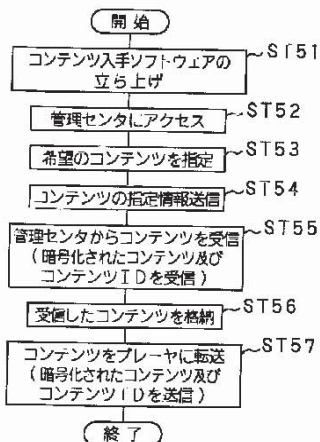 開始
コンテンツ入手ソフトウェアの
立ち上げ
ST51
管理センタにアクセス
ST52
希望のコンテンツを指定
ST53
コンテンツの指定情報送信
ST54
管理センタからコンテンツを受信
(暗号化されたコンテンツ及び
コンテンツIDを受信)
ST55
受信したコンテンツを格納
ST56
コンテンツをプレーヤに転送
(暗号化されたコンテンツ及び
コンテンツIDを送信)
ST57
終了